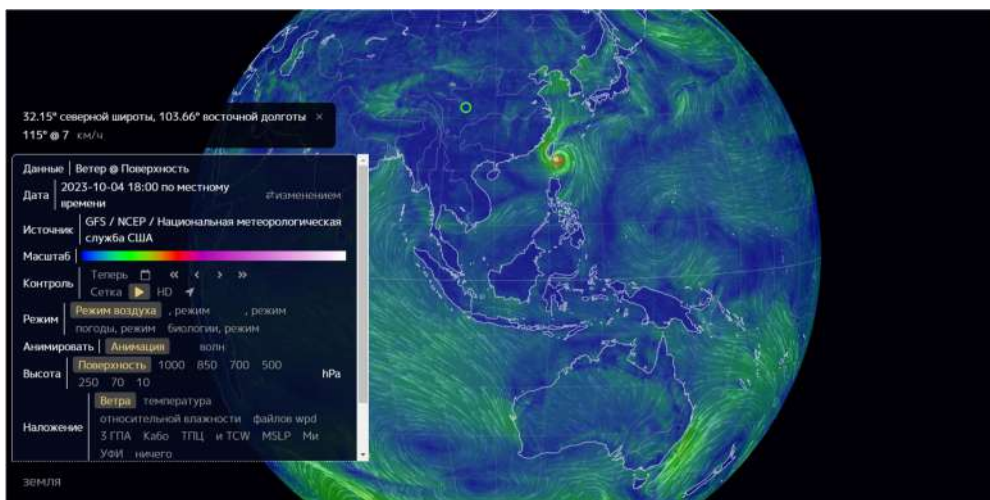 32.15° северной широты, 103.66° восточной долготы ×
115° @ 7 км/ч
Данные Ветер @ Поверхность
Дата 2023-10-04 18:00 по местному времени ⇄изменением
Источник GFS / NCEP / Национальная метеорологическая служба США
Масштаб
Контроль Теперь « ‹ › »
Сетка HD
Режим Режим воздуха , режим , режим
погоды, режим биологии, режим
Анимировать Анимация волн
Высота Поверхность 1000 850 700 500 hPa
250 70 10
Наложение Ветра температура
относительной влажности файлов wpd
3 ГПА Кабо ТПЦ и TCW MSLP Ми
УФИ ничего
земля